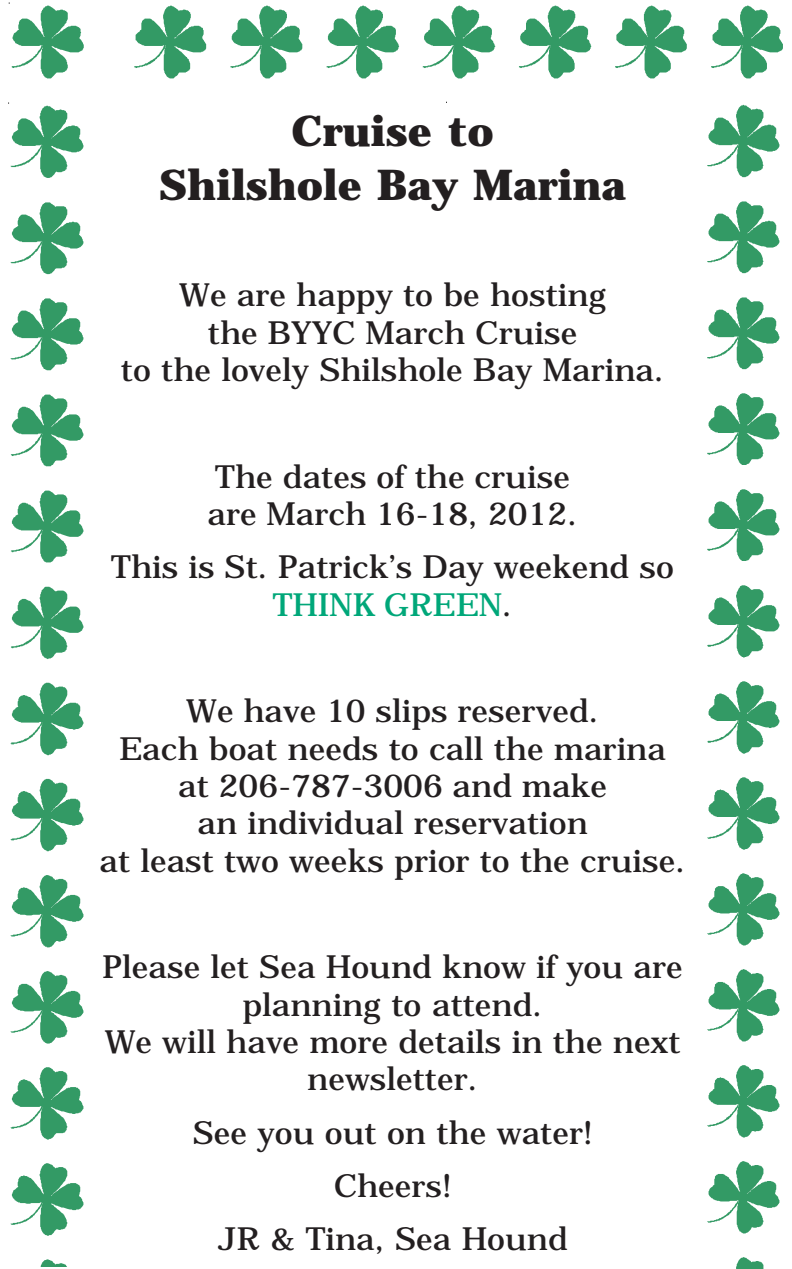 Cruise to
Shilshole Bay Marina
We are happy to be hosting
the BYYC March Cruise
to the lovely Shilshole Bay Marina.
The dates of the cruise
are March 16-18, 2012.
This is St. Patrick's Day weekend so
THINK GREEN.
We have 10 slips reserved.
Each boat needs to call the marina
at 206-787-3006 and make
an individual reservation
at least two weeks prior to the cruise.
Please let Sea Hound know if you are
planning to attend.
We will have more details in the next
newsletter.
See you out on the water!
Cheers!
JR & Tina, Sea Hound